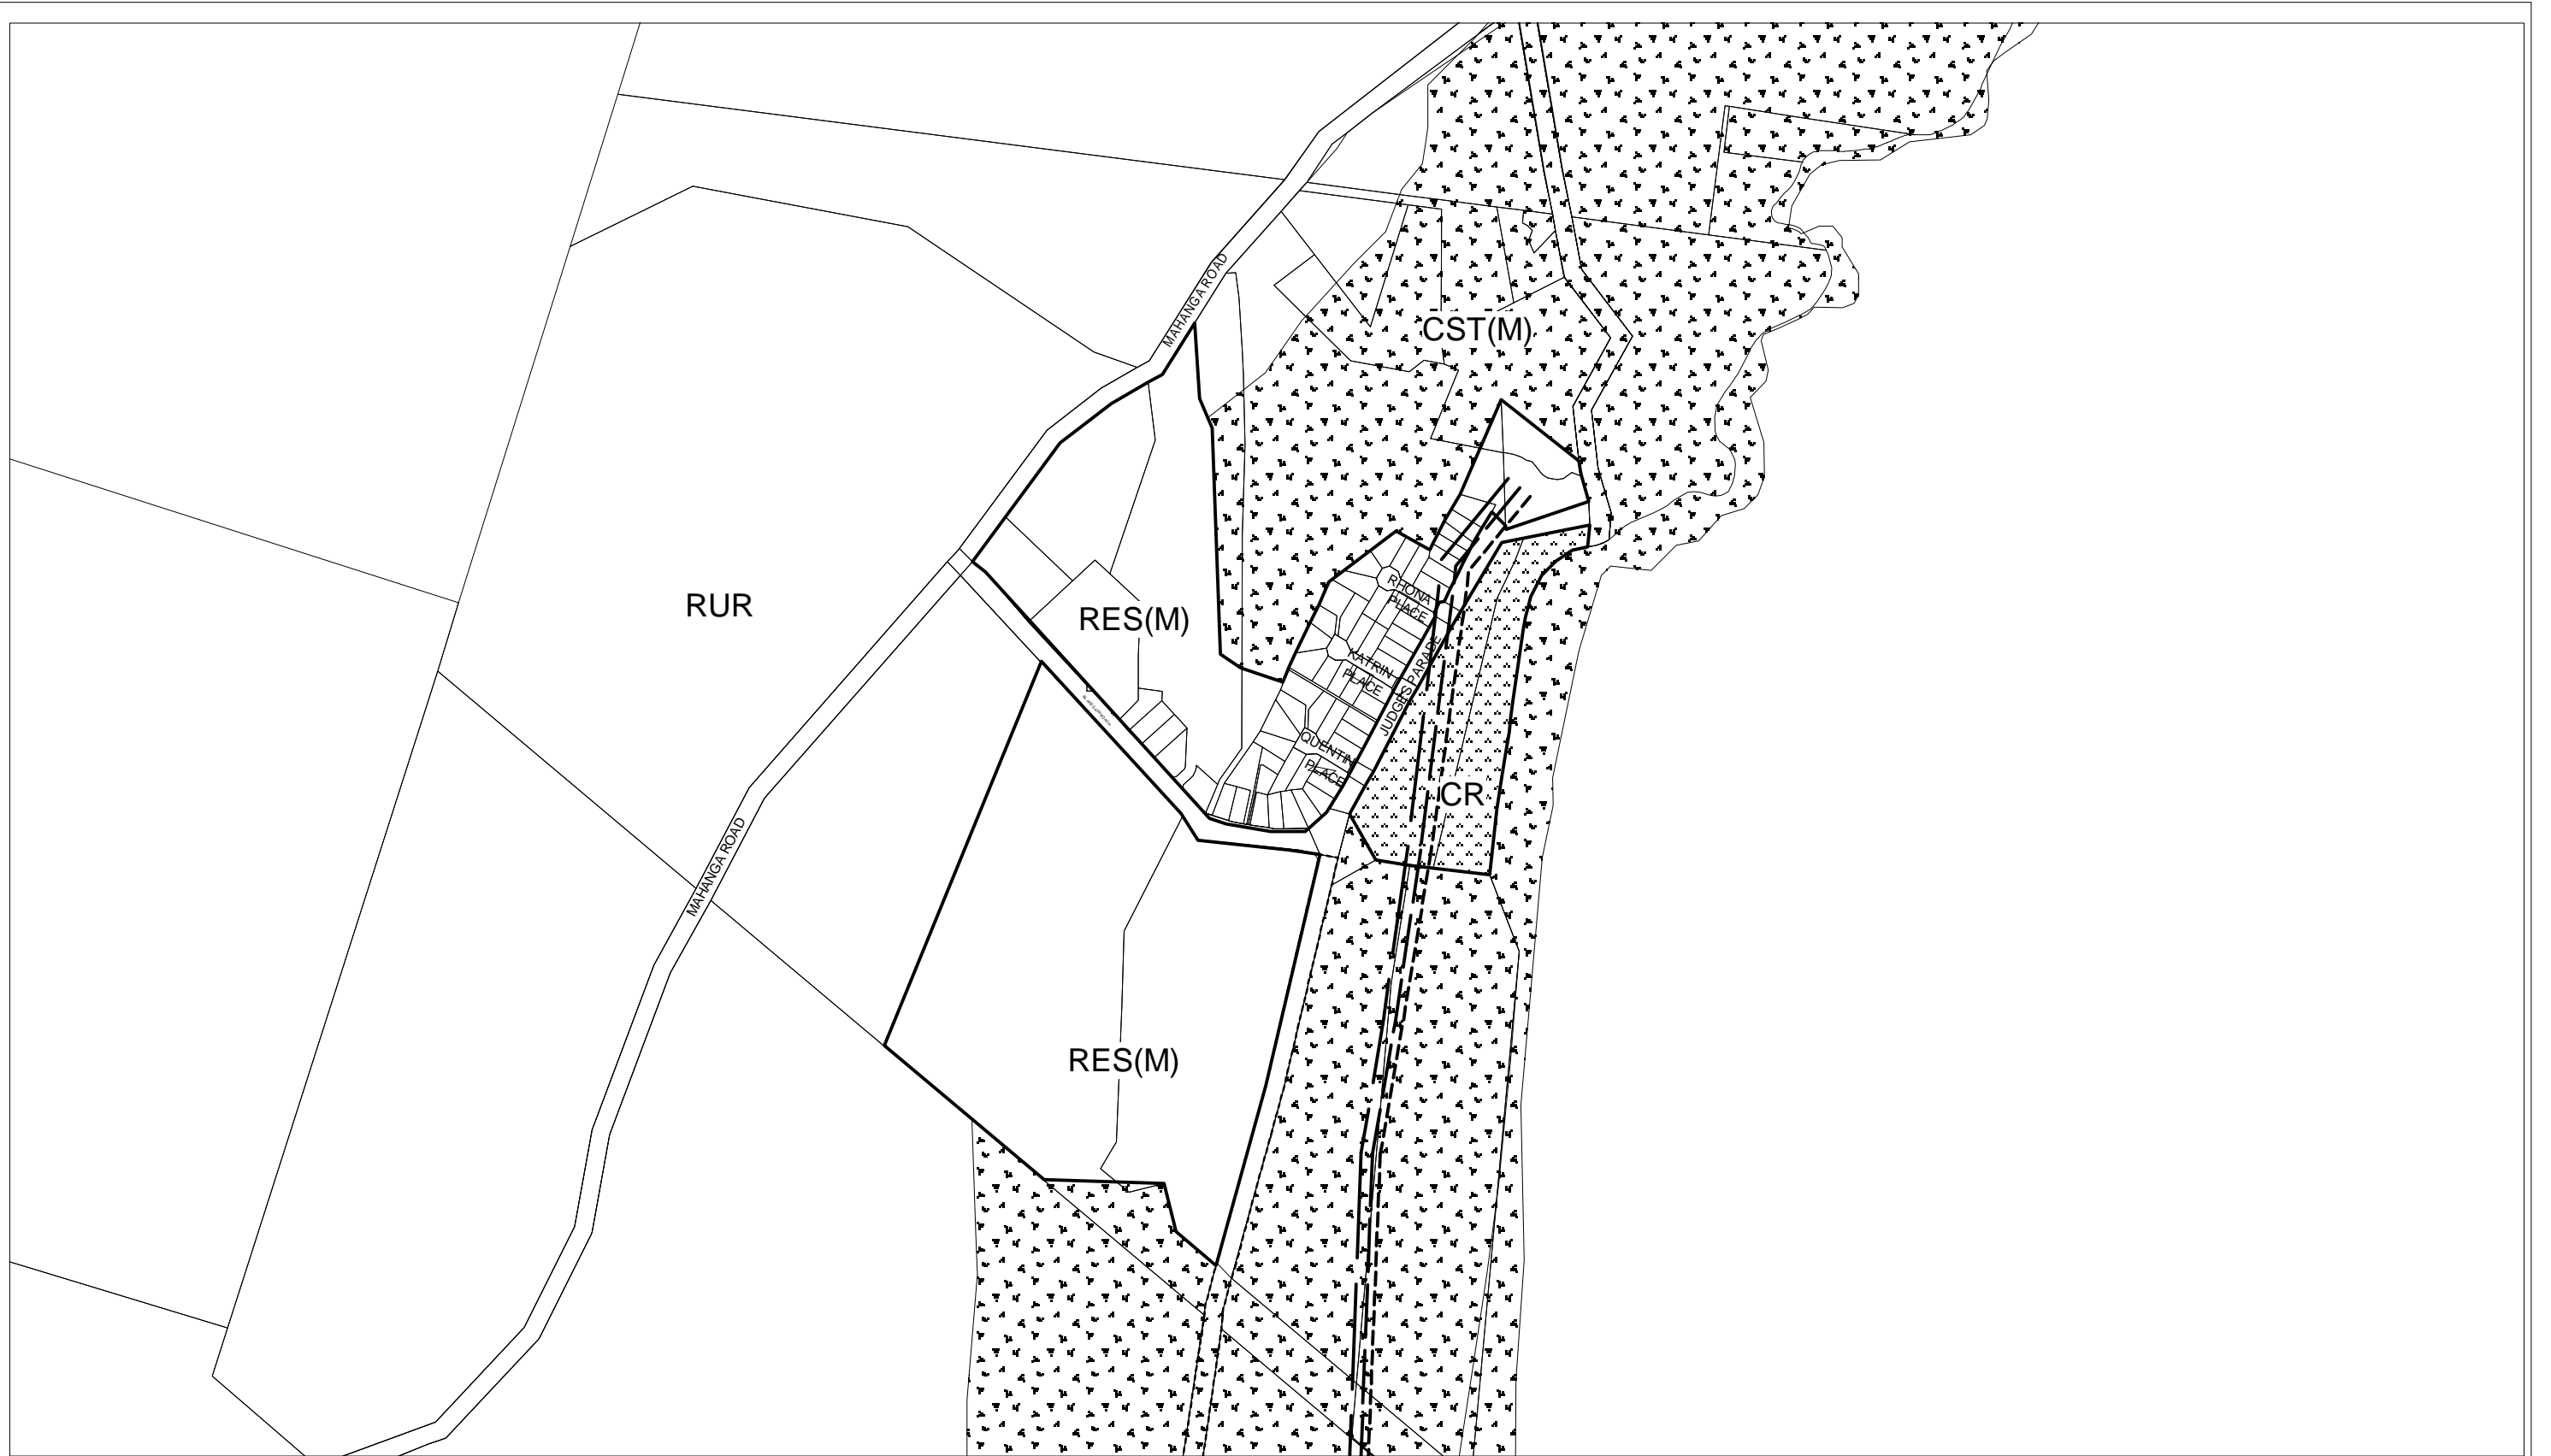 MAHANGA ROAD
CST(M)
RUR
RES(M)
RHONA
PLACE
KATRIN
PLACE
JUDGES PARADE
QUENTIN
PLACE
CR
MAHANGA ROAD
RES(M)